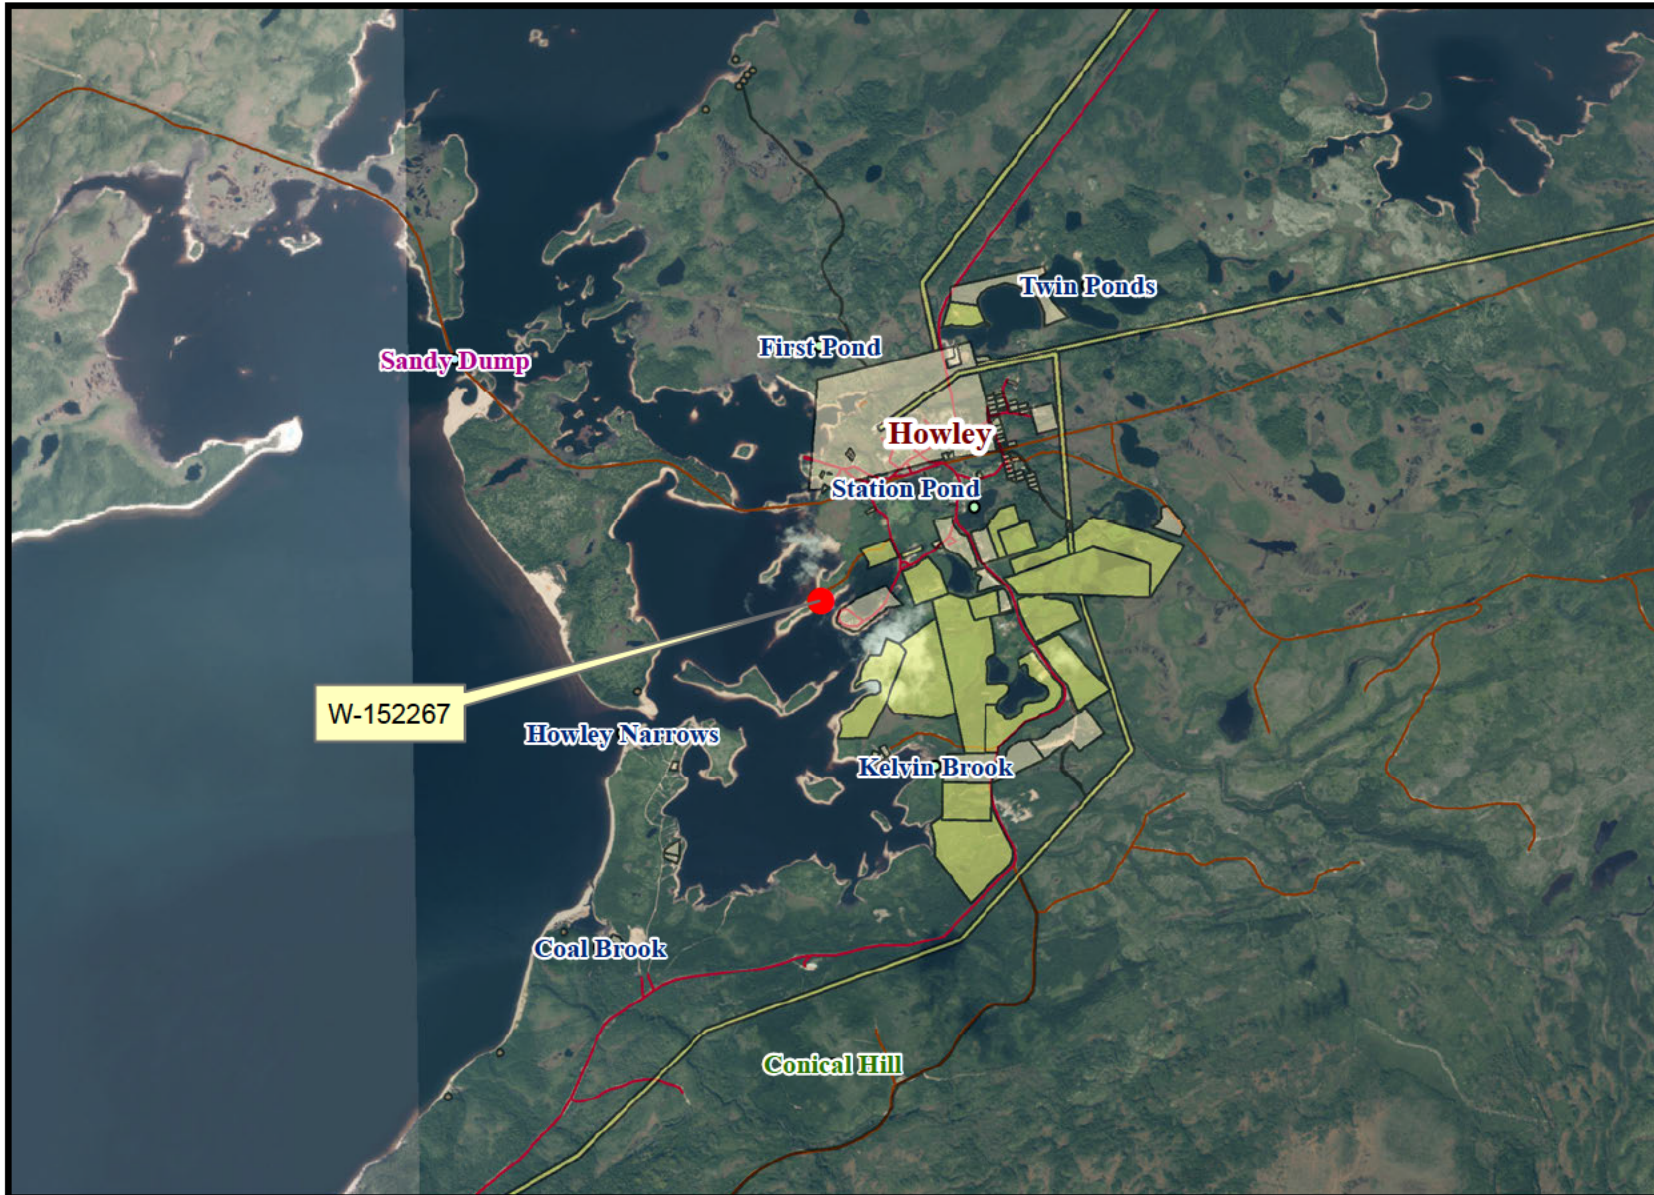 Twin Ponds
First Pond
Sandy Dump
Howley
Station Pond
W-152267
Howley Narrows
Kelvin Brook
Coal Brook
Conical Hill